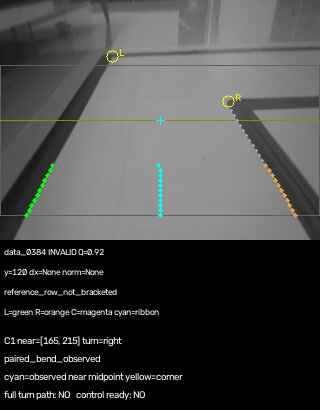 L
R
data_0384 INVALID Q=0.92
y=120 dx=None norm=None
reference_row_not_bracketed
L=green R=orange C=magenta cyan=ribbon
C1 near=[165, 215] turn=right
paired_bend_observed
cyan=observed near midpoint yellow=corner
full turn path: NO control ready: NO